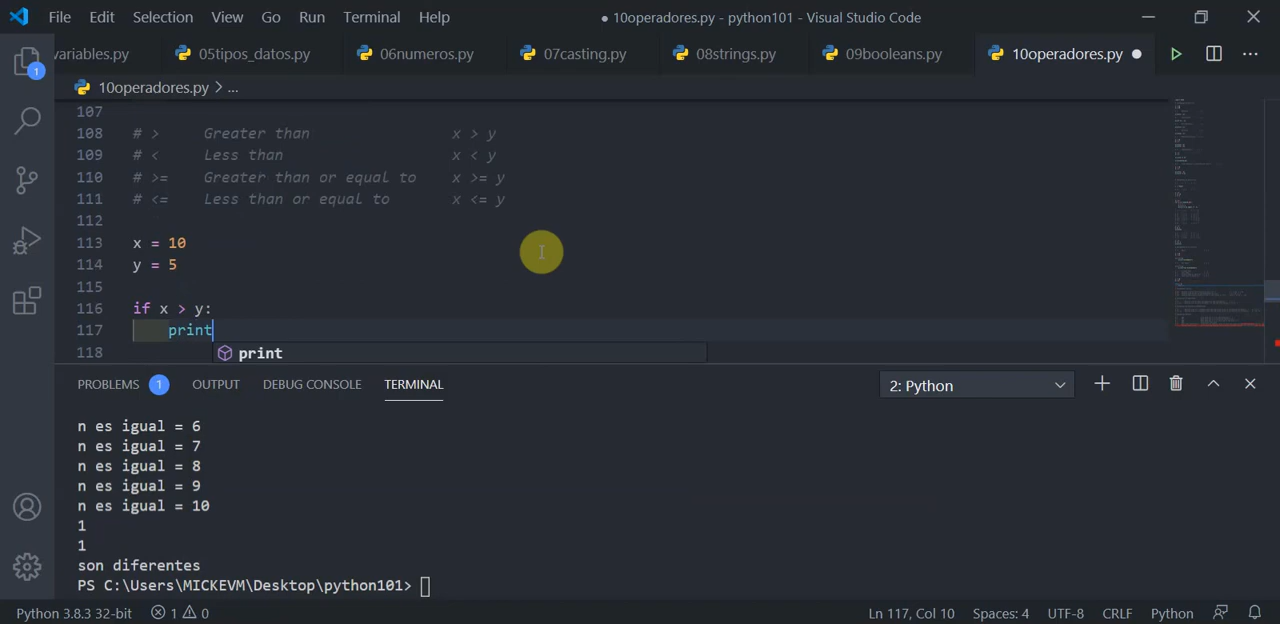 File Edit Selection View Go Run Terminal Help
● 10operadores.py - python101 - Visual Studio Code
variables.py 05tipos_datos.py 06numeros.py 07casting.py 08strings.py 09booleans.py 10operadores.py ●
1
10operadores.py > ...
107
108 # > Greater than x > y
109 # < Less than x < y
110 # >= Greater than or equal to x >= y
111 # <= Less than or equal to x <= y
112
113 x = 10
114 y = 5
115
116 if x > y:
117 print
118 print
PROBLEMS 1 OUTPUT DEBUG CONSOLE TERMINAL 2: Python
n es igual = 6
n es igual = 7
n es igual = 8
n es igual = 9
n es igual = 10
1
1
son diferentes
PS C:\Users\MICKEVM\Desktop\python101>
Python 3.8.3 32-bit 1 0 Ln 117, Col 10 Spaces: 4 UTF-8 CRLF Python